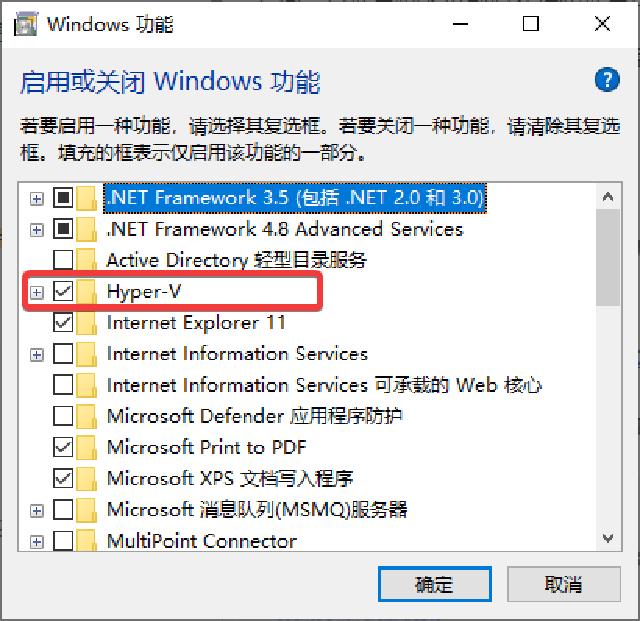 Windows 功能
启用或关闭 Windows 功能
?
若要启用一种功能，请选择其复选框。若要关闭一种功能，请清除其复选
框。填充的框表示仅启用该功能的一部分。
.NET Framework 3.5 (包括 .NET 2.0 和 3.0)
.NET Framework 4.8 Advanced Services
Active Directory 轻型目录服务
Hyper-V
Internet Explorer 11
Internet Information Services
Internet Information Services 可承载的 Web 核心
Microsoft Defender 应用程序防护
Microsoft Print to PDF
Microsoft XPS 文档写入程序
Microsoft 消息队列(MSMQ)服务器
MultiPoint Connector
确定 取消